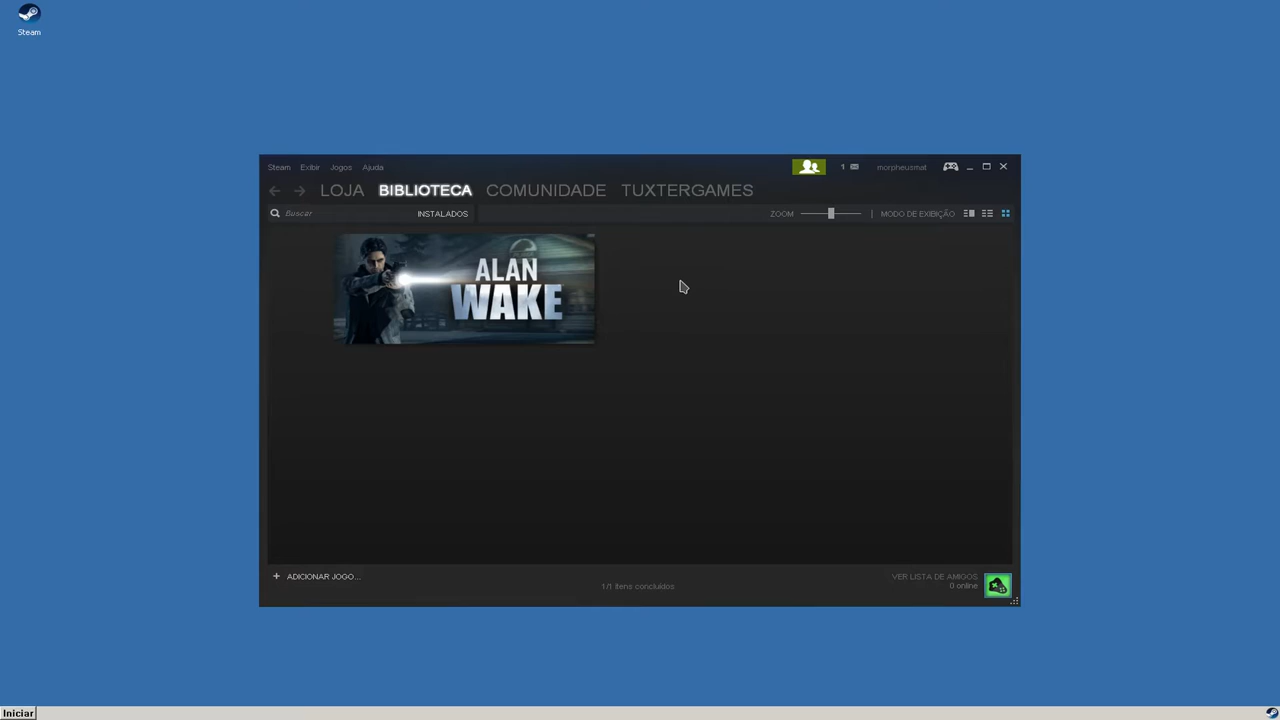 Steam
Steam Exibir Jogos Ajuda
1 morpheusmat
LOJA BIBLIOTECA COMUNIDADE TUXTERGAMES
Buscar INSTALADOS ZOOM MODO DE EXIBIÇÃO
ALAN
WAKE
+ ADICIONAR JOGO...
1/1 itens concluídos
VER LISTA DE AMIGOS
0 online
Iniciar